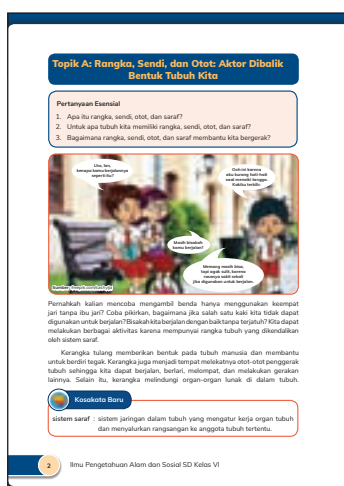 Topik A: Rangka, Sendi, dan Otot: Aktor Dibalik
Bentuk Tubuh Kita
Pertanyaan Esensial
1. Apa itu rangka, sendi, otot, dan saraf?
2. Untuk apa tubuh kita memiliki rangka, sendi, otot, dan saraf?
3. Bagaimana rangka, sendi, otot, dan saraf membantu kita bergerak?
kenapa kamu berjalannya
seperti itu?
Ooh ini karena
aku kurang hati-hati
saat menaiki tangga.
Kakiku terkilir.
Masih bisakah
kamu berjalan?
Memang masih bisa,
tapi agak sulit, karena
rasanya sakit sekali
jika digunakan untuk berjalan.
Sumber:
Pernahkah kalian mencoba mengambil benda hanya menggunakan keempat
jari tanpa ibu jari? Coba pikirkan, bagaimana jika salah satu kaki kita tidak dapat
digunakan untuk berjalan? Bisakah kita berjalan dengan baik tanpa terjatuh? Kita dapat
melakukan berbagai aktivitas karena mempunyai rangka tubuh yang dikendalikan
oleh sistem saraf.
Kerangka tulang memberikan bentuk pada tubuh manusia dan membantu
untuk berdiri tegak. Kerangka juga menjadi tempat melekatnya otot-otot penggerak
tubuh sehingga kita dapat berjalan, berlari, melompat, dan melakukan gerakan
lainnya. Selain itu, kerangka melindungi organ-organ lunak di dalam tubuh.
Kosakata Baru
sistem saraf : sistem jaringan dalam tubuh yang mengatur kerja organ tubuh
dan menyalurkan rangsangan ke anggota tubuh tertentu.
2 Ilmu Pengetahuan Alam dan Sosial SD Kelas VI